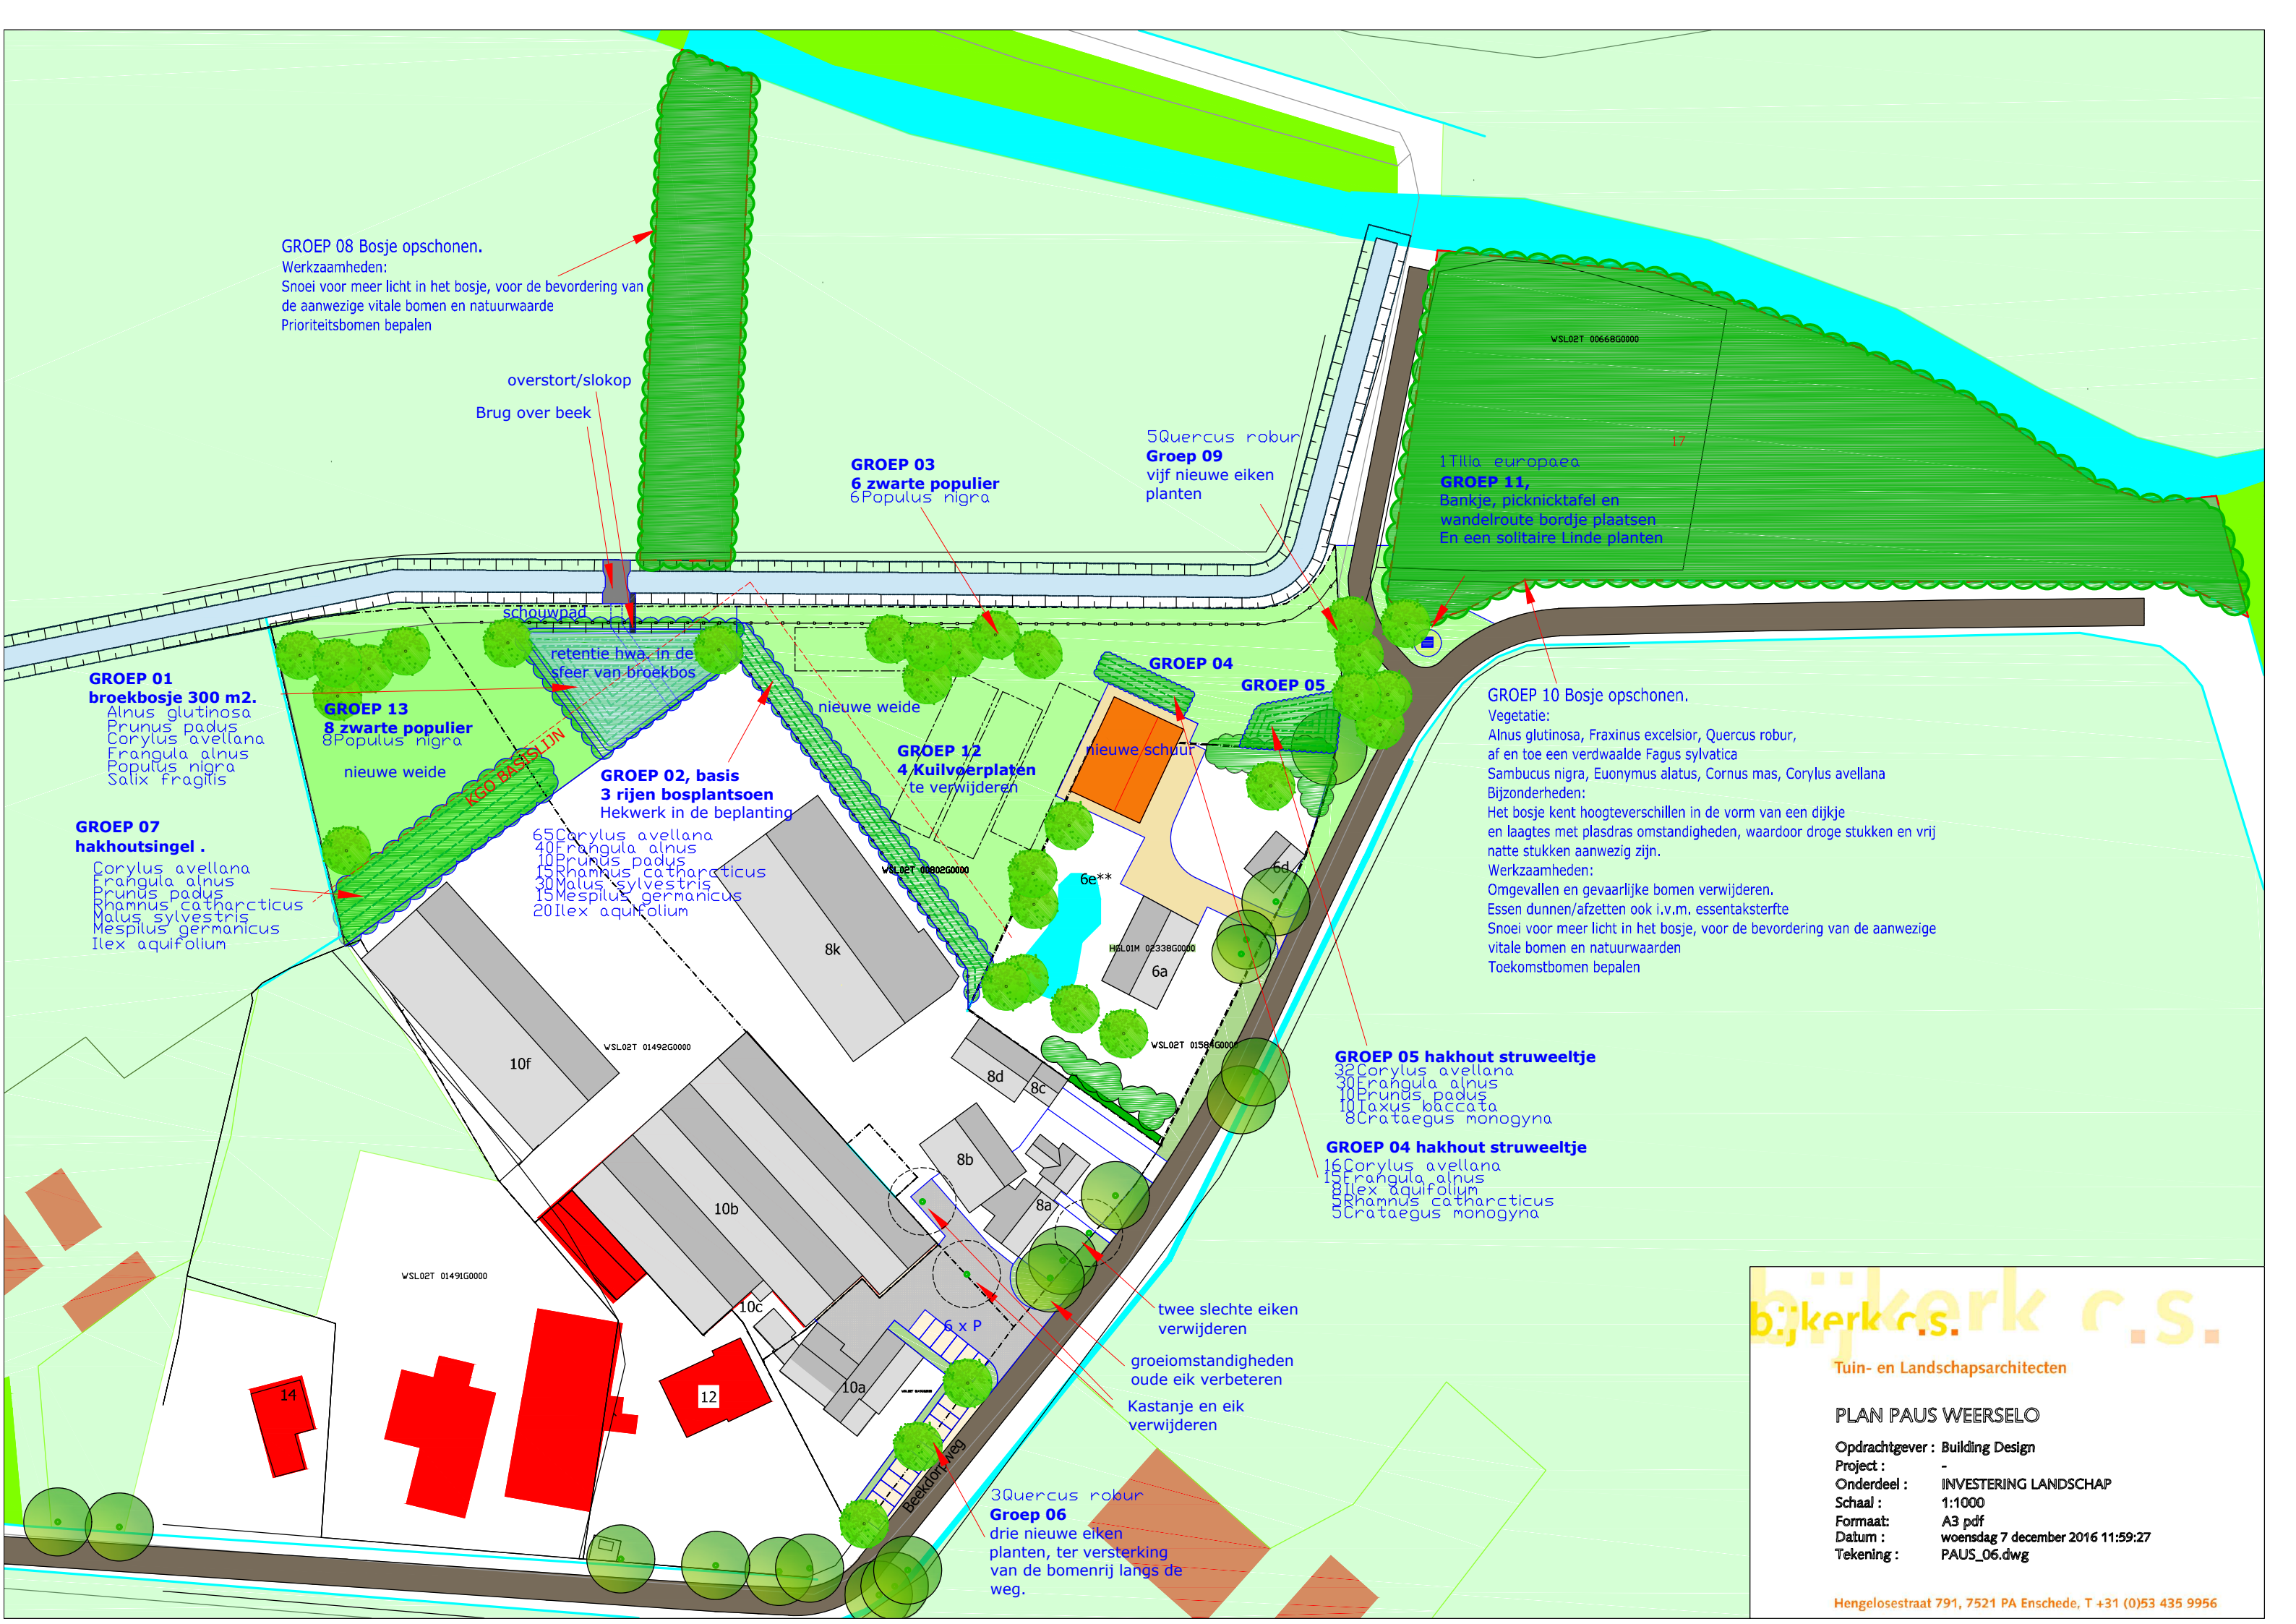 GROEP 08 Bosje opschonen.
Werkzaamheden:
Snoei voor meer licht in het bosje, voor de bevordering van
de aanwezige vitale bomen en natuurwaarde
Prioriteitsbomen bepalen
overstort/slokop
Brug over beek
GROEP 03
6 zwarte populier
6Populus nigra
5Quercus robur
Groep 09
vijf nieuwe eiken
planten
WSL02T 00668G0000
17
1Tilia europaea
GROEP 11,
Bankje, picknicktafel en
wandelroute bordje plaatsen
En een solitaire Linde planten
schouwpad
retentie hwa. in de
sfeer van broekbos
GROEP 01
broekbosje 300 m2.
Alnus glutinosa
Prunus padus
Corylus avellana
Frangula alnus
Populus nigra
Salix fragilis
GROEP 13
8 zwarte populier
8Populus nigra
nieuwe weide
KGO BASISLIJN
GROEP 07
hakhoutsingel .
Corylus avellana
Frangula alnus
Prunus padus
Rhamnus catharcticus
Malus sylvestris
Mespilus germanicus
Ilex aquifolium
GROEP 02, basis
3 rijen bosplantsoen
Hekwerk in de beplanting
65Corylus avellana
40Frangula alnus
10Prunus padus
15Rhamnus catharcticus
30Malus sylvestris
15Mespilus germanicus
20Ilex aquifolium
nieuwe weide
GROEP 12
4 Kuilvoerplaten
te verwijderen
WSL02T 00802G0000
GROEP 04
GROEP 05
nieuwe schuur
6d
6e**
HGL01M 02338G0000
6a
WSL02T 01584G0000
GROEP 10 Bosje opschonen.
Vegetatie:
Alnus glutinosa, Fraxinus excelsior, Quercus robur,
af en toe een verdwaalde Fagus sylvatica
Sambucus nigra, Euonymus alatus, Cornus mas, Corylus avellana
Bijzonderheden:
Het bosje kent hoogteverschillen in de vorm van een dijkje
en laagtes met plasdras omstandigheden, waardoor droge stukken en vrij
natte stukken aanwezig zijn.
Werkzaamheden:
Omgevallen en gevaarlijke bomen verwijderen.
Essen dunnen/afzetten ook i.v.m. essentaksterfte
Snoei voor meer licht in het bosje, voor de bevordering van de aanwezige
vitale bomen en natuurwaarden
Toekomstbomen bepalen
8k
10f
WSL02T 01492G0000
8d
8c
8b
8a
10b
WSL02T 01491G0000
10c
10a
6 x P
12
14
Beekdorpweg
GROEP 05 hakhout struweeltje
32Corylus avellana
30Frangula alnus
10Prunus padus
10Taxus baccata
8Crataegus monogyna
GROEP 04 hakhout struweeltje
16Corylus avellana
15Frangula alnus
8Ilex aquifolium
5Rhamnus catharcticus
5Crataegus monogyna
twee slechte eiken
verwijderen
groeiomstandigheden
oude eik verbeteren
Kastanje en eik
verwijderen
3Quercus robur
Groep 06
drie nieuwe eiken
planten, ter versterking
van de bomenrij langs de
weg.
bijkerk c.s.
bijkerk c.s.
Tuin- en Landschapsarchitecten
PLAN PAUS WEERSELO
Opdrachtgever : Building Design
Project : -
Onderdeel : INVESTERING LANDSCHAP
Schaal : 1:1000
Formaat: A3 pdf
Datum : woensdag 7 december 2016 11:59:27
Tekening : PAUS_06.dwg
Hengelosestraat 791, 7521 PA Enschede, T +31 (0)53 435 9956